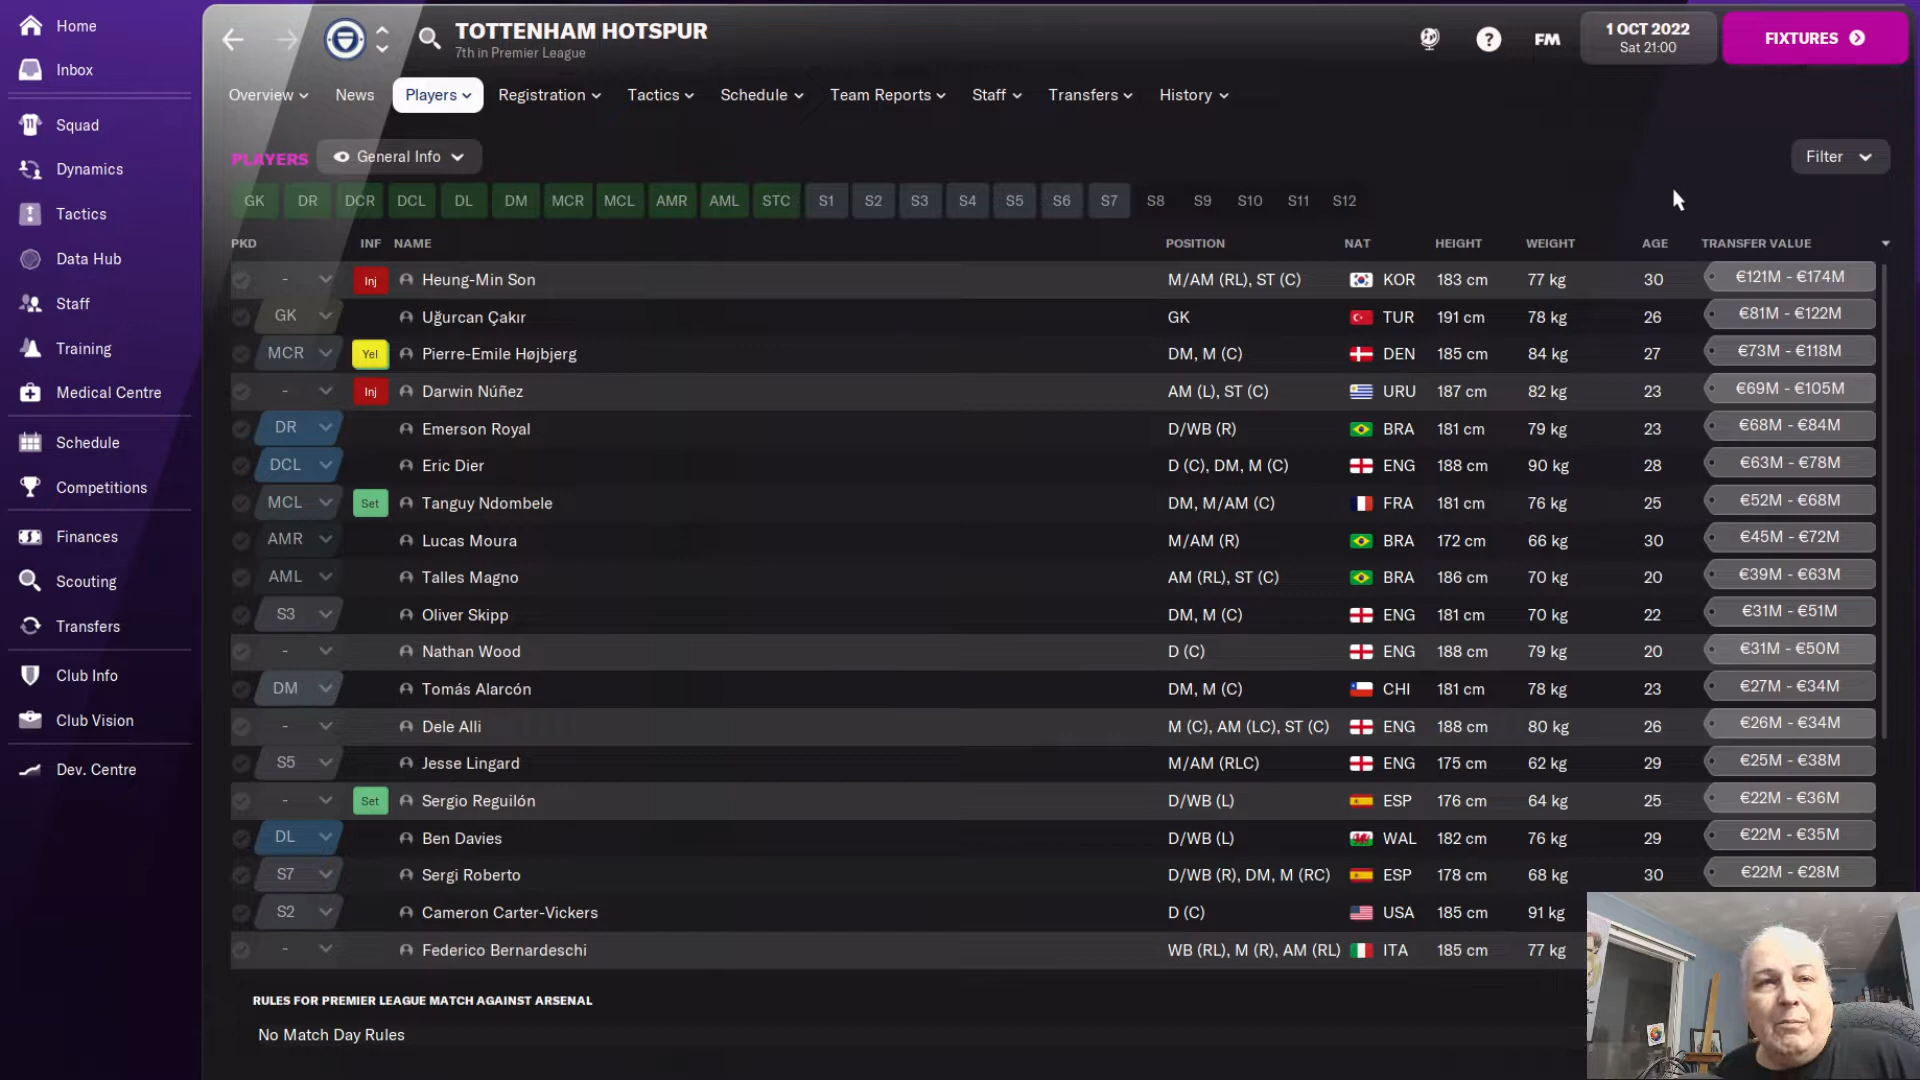 Home
Inbox
Squad
Dynamics
Tactics
Data Hub
Staff
Training
Medical Centre
Schedule
Competitions
Finances
Scouting
Transfers
Club Info
Club Vision
Dev. Centre
TOTTENHAM HOTSPUR
7th in Premier League
? FM 1 OCT 2022
Sat 21:00
FIXTURES
Overview News Players Registration Tactics Schedule Team Reports Staff Transfers History
PLAYERS General Info Filter
GK DR DCR DCL DL DM MCR MCL AMR AML STC S1 S2 S3 S4 S5 S6 S7 S8 S9 S10 S11 S12
PKD INF NAME POSITION NAT HEIGHT WEIGHT AGE TRANSFER VALUE
- Inj Heung-Min Son M/AM (RL), ST (C) KOR 183 cm 77 kg 30 €121M - €174M
GK Uğurcan Çakır GK TUR 191 cm 78 kg 26 €81M - €122M
MCR Yel Pierre-Emile Højbjerg DM, M (C) DEN 185 cm 84 kg 27 €73M - €118M
- Inj Darwin Núñez AM (L), ST (C) URU 187 cm 82 kg 23 €69M - €105M
DR Emerson Royal D/WB (R) BRA 181 cm 79 kg 23 €68M - €84M
DCL Eric Dier D (C), DM, M (C) ENG 188 cm 90 kg 28 €63M - €78M
MCL Set Tanguy Ndombele DM, M/AM (C) FRA 181 cm 76 kg 25 €52M - €68M
AMR Lucas Moura M/AM (R) BRA 172 cm 66 kg 30 €45M - €72M
AML Talles Magno AM (RL), ST (C) BRA 186 cm 70 kg 20 €39M - €63M
S3 Oliver Skipp DM, M (C) ENG 181 cm 70 kg 22 €31M - €51M
- Nathan Wood D (C) ENG 188 cm 79 kg 20 €31M - €50M
DM Tomás Alarcón DM, M (C) CHI 181 cm 78 kg 23 €27M - €34M
- Dele Alli M (C), AM (LC), ST (C) ENG 188 cm 80 kg 26 €26M - €34M
S5 Jesse Lingard M/AM (RLC) ENG 175 cm 62 kg 29 €25M - €38M
- Set Sergio Reguilón D/WB (L) ESP 176 cm 64 kg 25 €22M - €36M
DL Ben Davies D/WB (L) WAL 182 cm 76 kg 29 €22M - €35M
S7 Sergi Roberto D/WB (R), DM, M (RC) ESP 178 cm 68 kg 30 €22M - €28M
S2 Cameron Carter-Vickers D (C) USA 185 cm 91 kg
- Federico Bernardeschi WB (RL), M (R), AM (RL) ITA 185 cm 77 kg
RULES FOR PREMIER LEAGUE MATCH AGAINST ARSENAL
No Match Day Rules